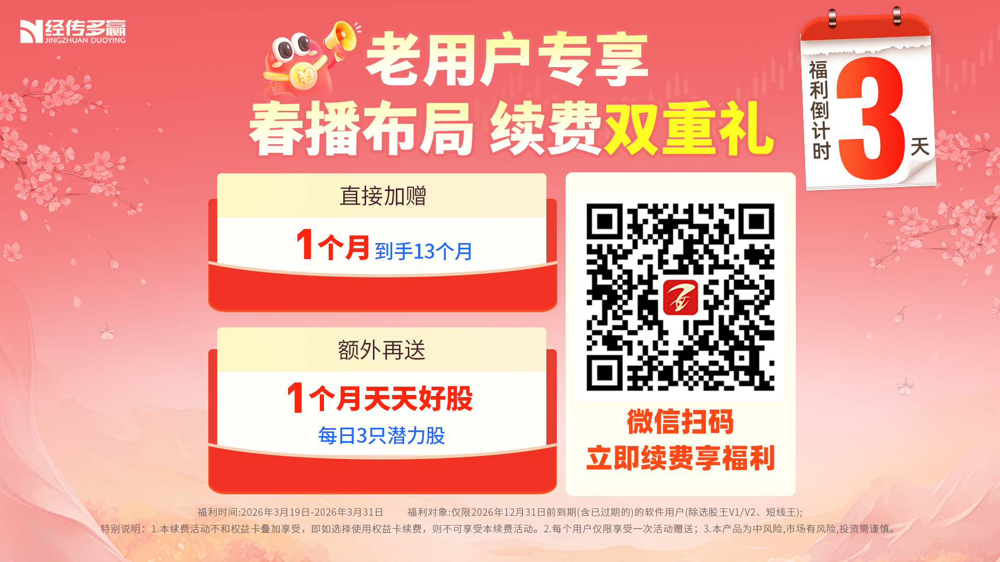 经传多赢
JINGZHUAN DUOYING
老用户专享
春播布局 续费双重礼
福利倒计时
3
天
直接加赠
1个月 到手13个月
额外再送
1个月天天好股
每日3只潜力股
微信扫码
立即续费享福利
福利时间:2026年3月19日-2026年3月31日 福利对象:仅限2026年12月31日前到期(含已过期的)的软件用户(除选股王V1/V2、短线王);
特别说明：1.本续费活动不和权益卡叠加享受，即如选择使用权益卡续费，则不可享受本续费活动。2.每个用户仅限享受一次活动赠送；3.本产品为中风险,市场有风险,投资需谨慎。